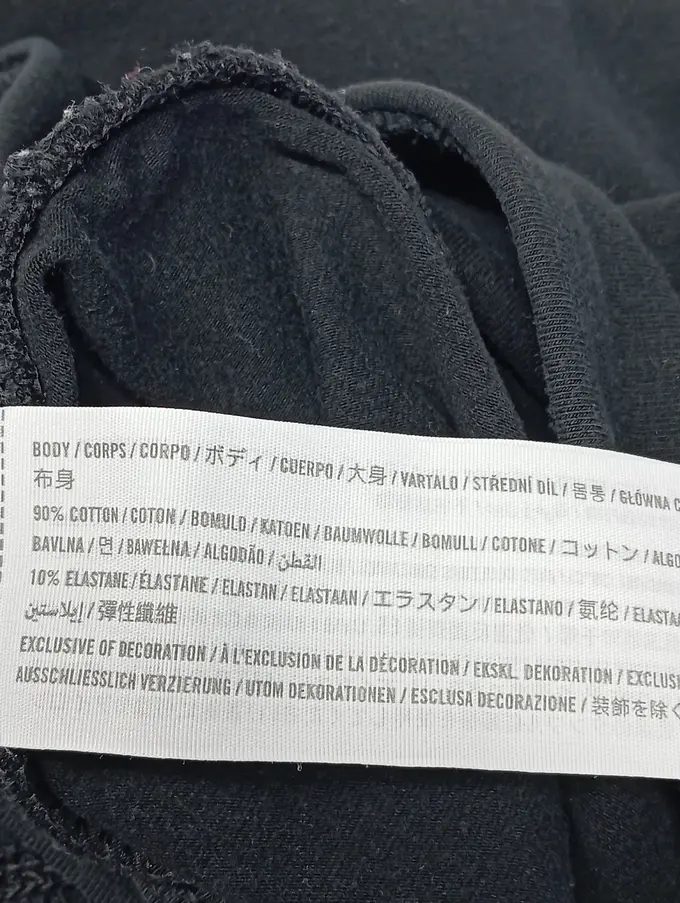 BODY / CORPS / CORPO / ボディ / CUERPO / 大身 / VARTALO / STŘEDNÍ DÍL / 몸통 / GŁÓWNA C
布身
90% COTTON / COTON / BOMULD / KATOEN / BAUMWOLLE / BOMULL / COTONE / コットン / ALGO
BAVLNA / 면 / BAWEŁNA / ALGODÃO / القطن
10% ELASTANE / ÉLASTANE / ELASTAN / ELASTAAN / エラスタン / ELASTANO / 氨纶 / ELASTA
إيلاستين / 彈性纖維
EXCLUSIVE OF DECORATION / À L'EXCLUSION DE LA DÉCORATION / EKSKL. DEKORATION / EXCLUSI
AUSSCHLIESSLICH VERZIERUNG / UTOM DEKORATIONEN / ESCLUSA DECORAZIONE / 装飾を除く